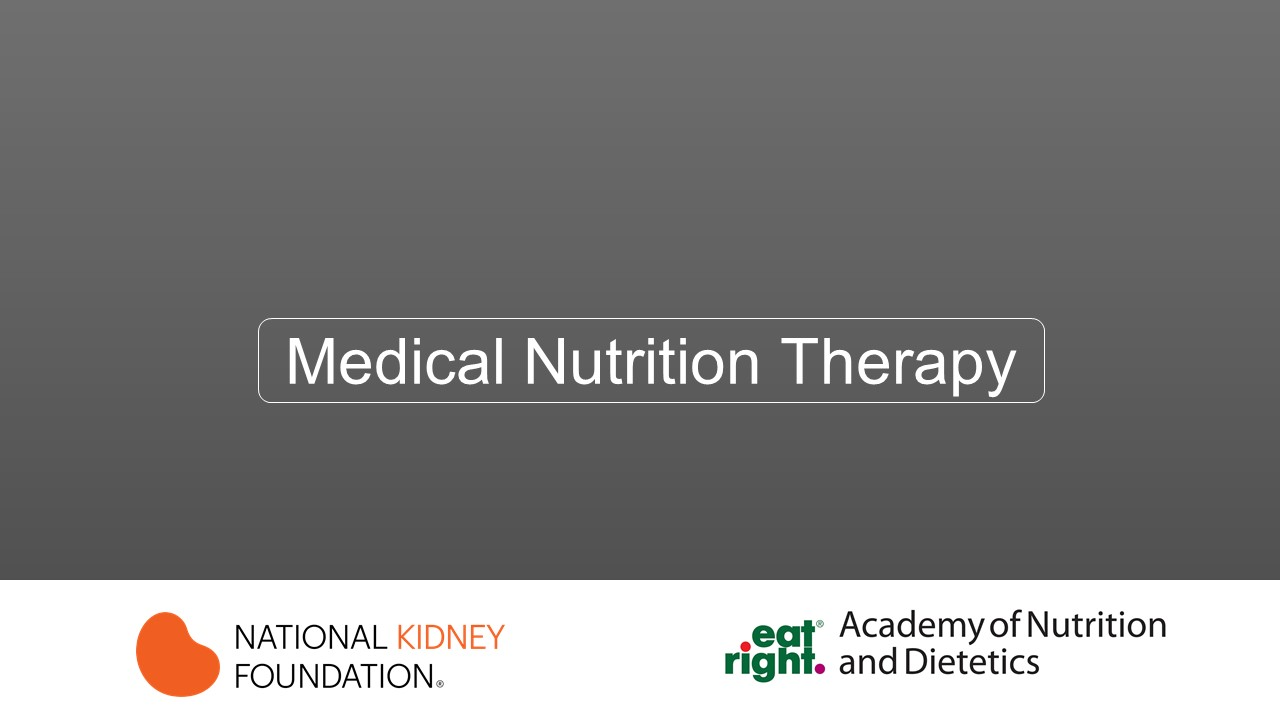 Medical Nutrition Therapy
NATIONAL KIDNEY
FOUNDATION®
eat®
right.
Academy of Nutrition
and Dietetics